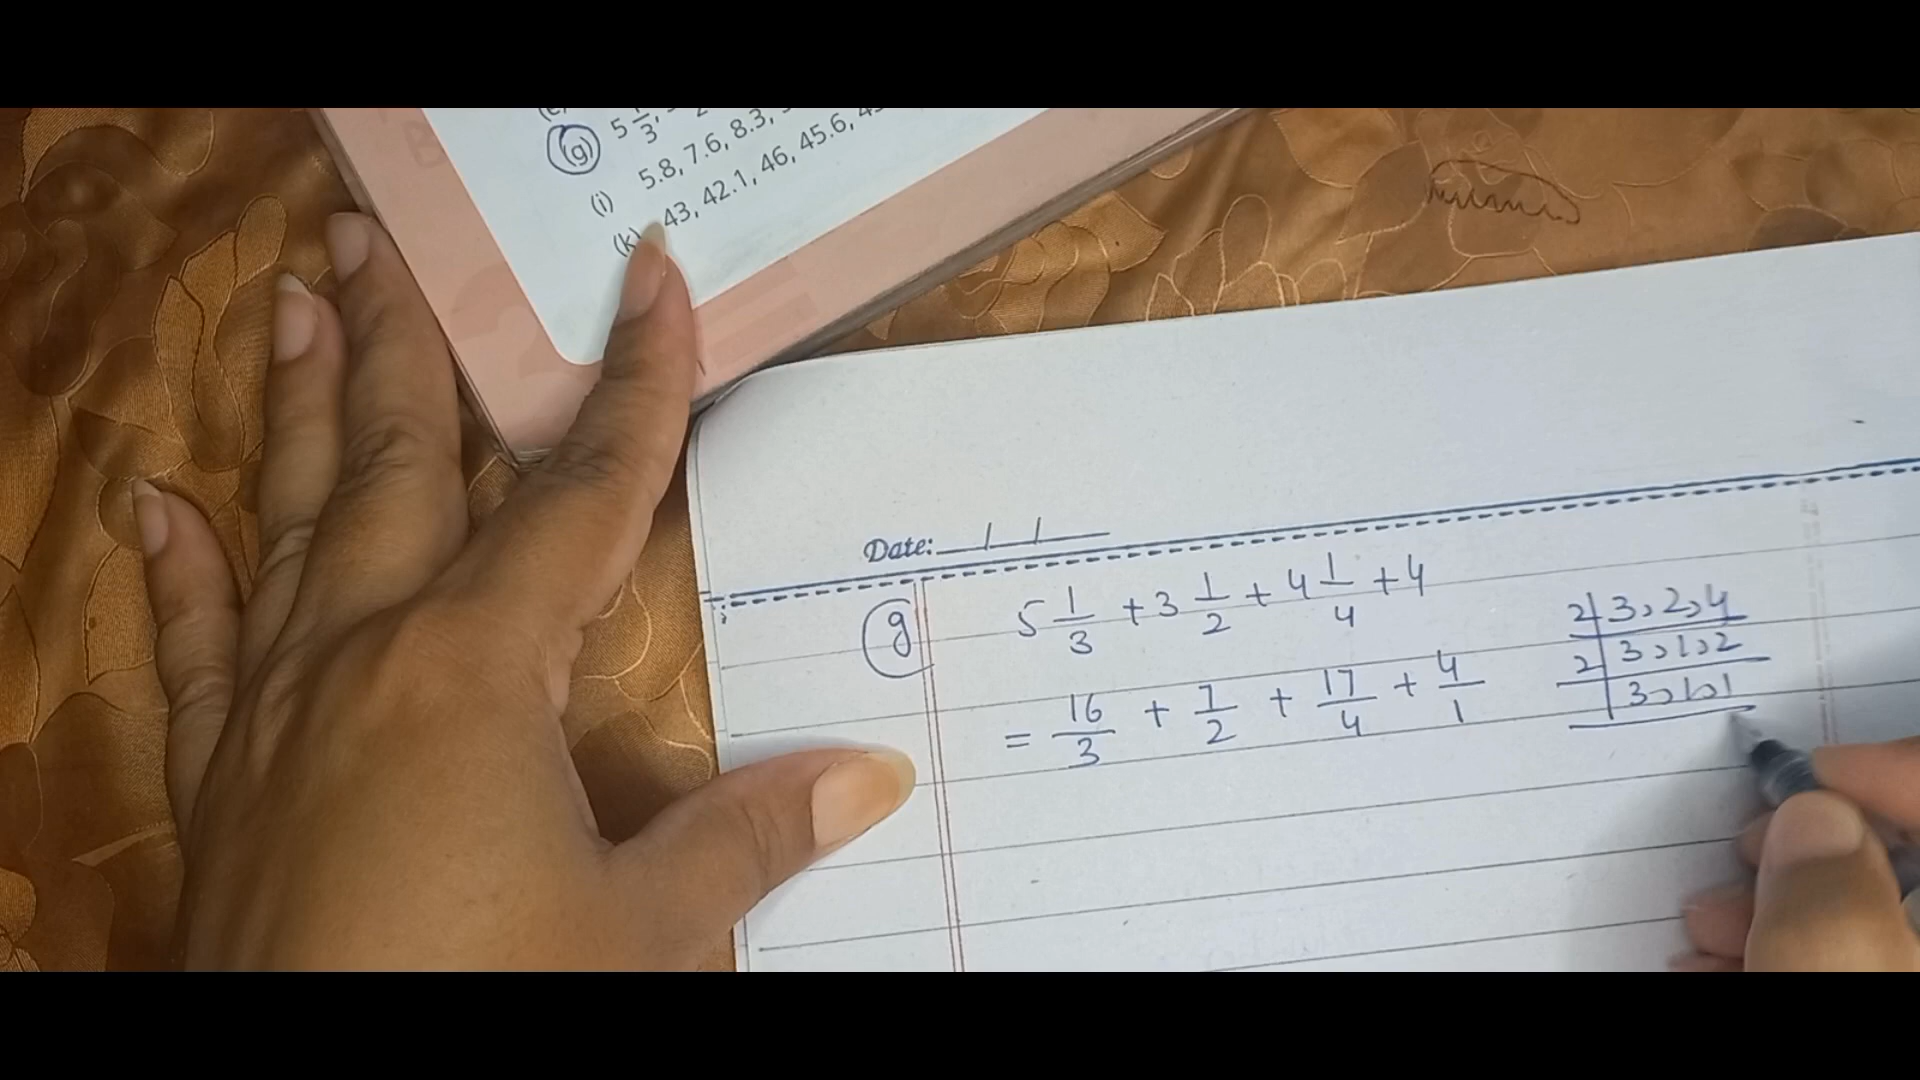 (g) 5 1/3,
(i) 5.8, 7.6, 8.3,
(k) 43, 42.1, 46, 45.6,
Date: / /
g 5 1/3 + 3 1/2 + 4 1/4 + 4
= 16/3 + 7/2 + 17/4 + 4/1
2 | 3, 2, 4
2 | 3, 1, 2
| 3, 1, 1